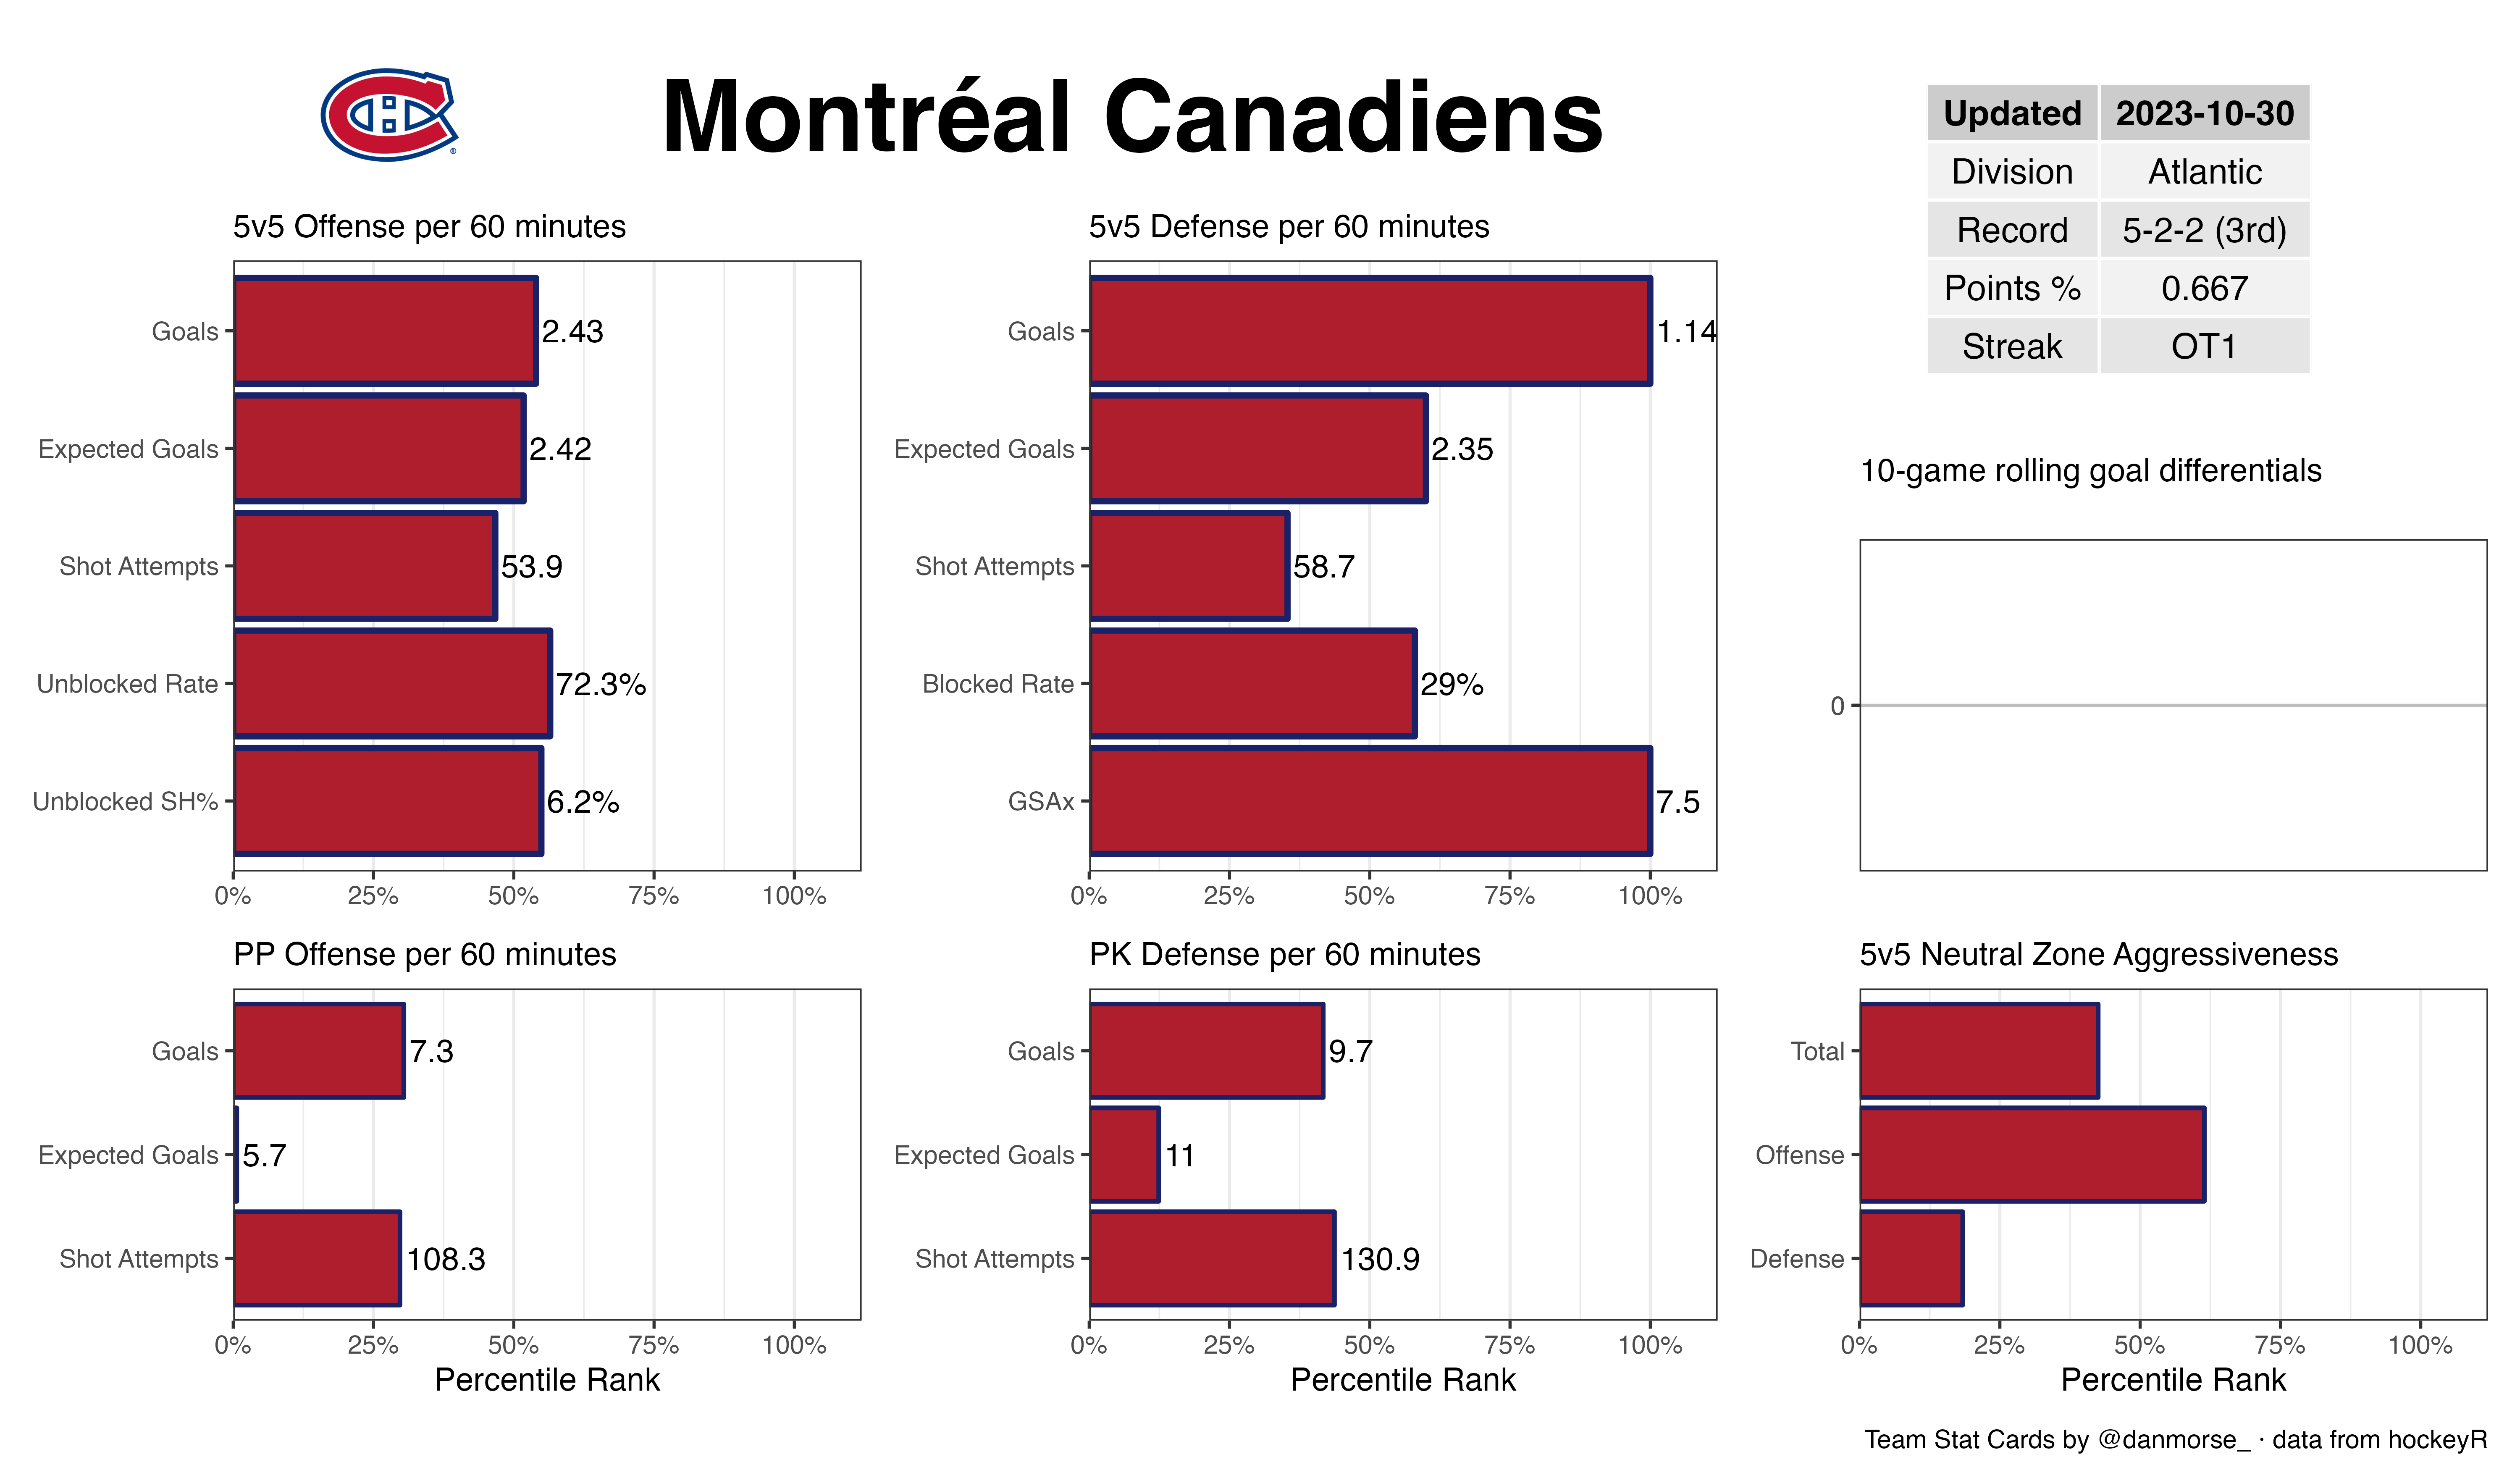 Montréal Canadiens
Updated 2023-10-30
Division Atlantic
Record 5-2-2 (3rd)
Points % 0.667
Streak OT1
5v5 Offense per 60 minutes
Goals 2.43
Expected Goals 2.42
Shot Attempts 53.9
Unblocked Rate 72.3%
Unblocked SH% 6.2%
0% 25% 50% 75% 100%
5v5 Defense per 60 minutes
Goals 1.14
Expected Goals 2.35
Shot Attempts 58.7
Blocked Rate 29%
GSAx 7.5
0% 25% 50% 75% 100%
10-game rolling goal differentials
0
PP Offense per 60 minutes
Goals 7.3
Expected Goals 5.7
Shot Attempts 108.3
0% 25% 50% 75% 100%
Percentile Rank
PK Defense per 60 minutes
Goals 9.7
Expected Goals 11
Shot Attempts 130.9
0% 25% 50% 75% 100%
Percentile Rank
5v5 Neutral Zone Aggressiveness
Total
Offense
Defense
0% 25% 50% 75% 100%
Percentile Rank
Team Stat Cards by @danmorse_ · data from hockeyR